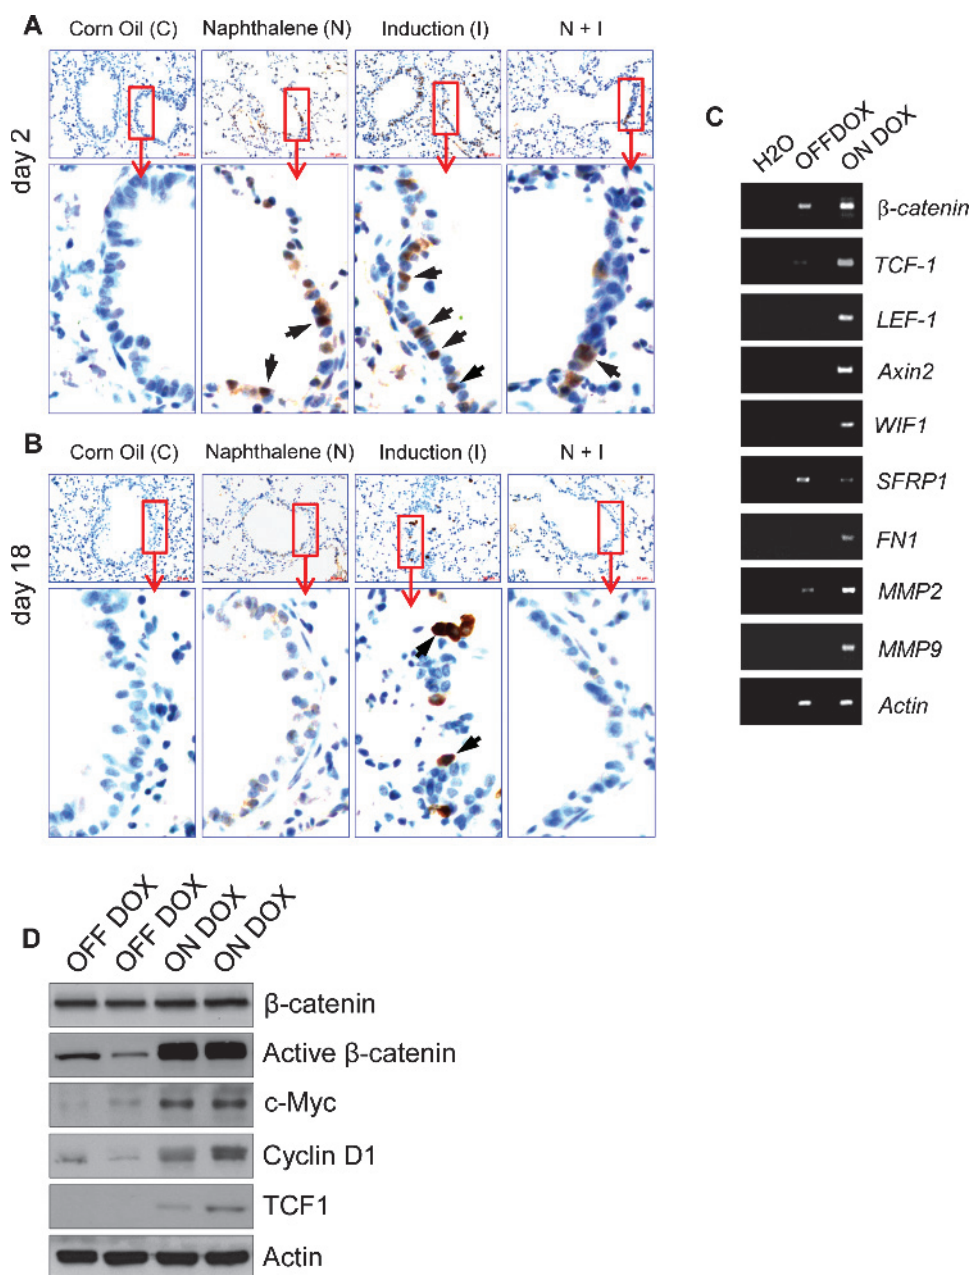 A
Corn Oil (C) Naphthalene (N) Induction (I) N + I
day 2
B
Corn Oil (C) Naphthalene (N) Induction (I) N + I
day 18
C
H2O OFFDOX ON DOX
β-catenin
TCF-1
LEF-1
Axin2
WIF1
SFRP1
FN1
MMP2
MMP9
Actin
D
OFF DOX OFF DOX ON DOX ON DOX
β-catenin
Active β-catenin
c-Myc
Cyclin D1
TCF1
Actin